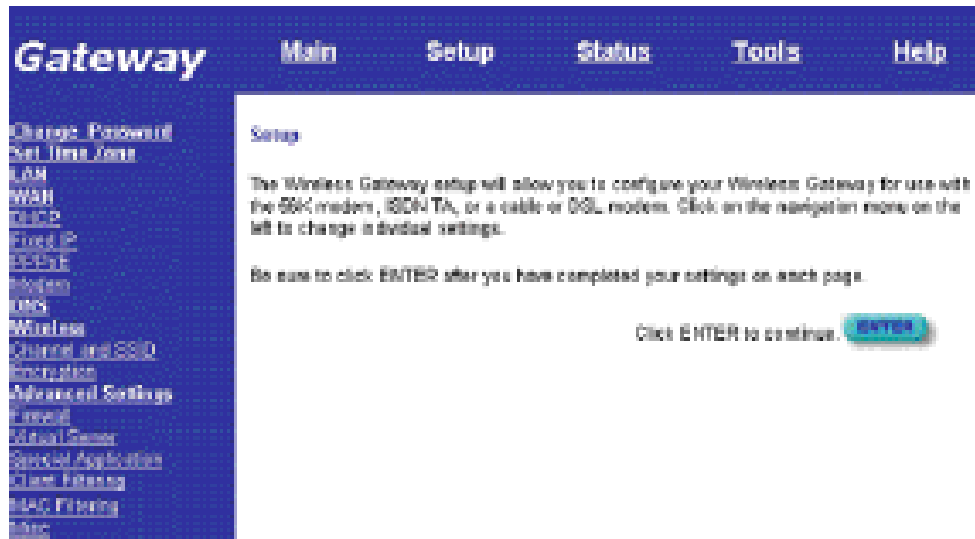 Gateway
Main Setup Status Tools Help
Change Password
Set Time Zone
LAN
WAN
DHCP
Fixed IP
PPPoE
Modem
DNS
Wireless
Channel and SSID
Encryption
Advanced Settings
Firewall
Virtual Server
Special Application
Client Filtering
MAC Filtering
Misc
Setup
The Wireless Gateway setup will allow you to configure your Wireless Gateway for use with
the 56K modem, ISDN TA, or a cable or DSL modem. Click on the navigation menu on the
left to change individual settings.
Be sure to click ENTER after you have completed your settings on each page.
Click ENTER to continue. ENTER